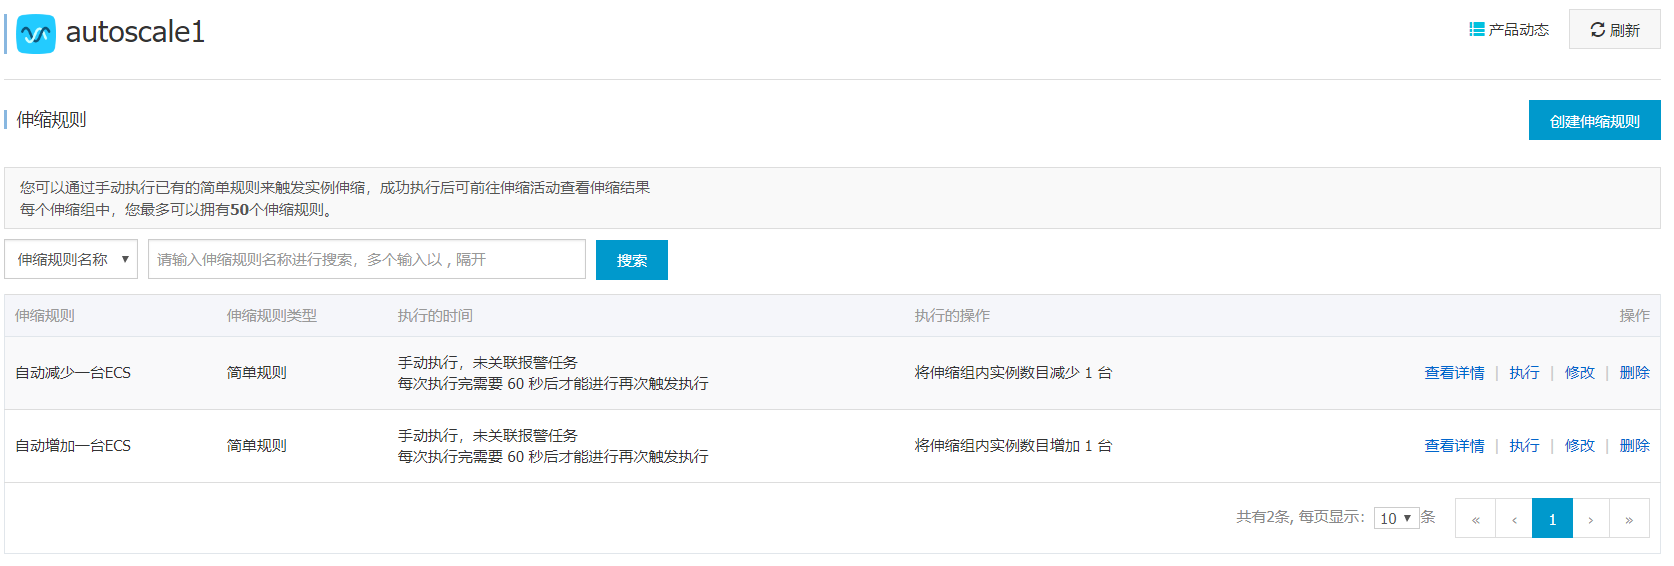 autoscale1
产品动态
刷新
伸缩规则
创建伸缩规则
您可以通过手动执行已有的简单规则来触发实例伸缩，成功执行后可前往伸缩活动查看伸缩结果
每个伸缩组中，您最多可以拥有50个伸缩规则。
伸缩规则名称 ▼
请输入伸缩规则名称进行搜索，多个输入以 , 隔开
搜索
伸缩规则 伸缩规则类型 执行的时间 执行的操作 操作
自动减少一台ECS 简单规则 手动执行，未关联报警任务
每次执行完需要 60 秒后才能进行再次触发执行
将伸缩组内实例数目减少 1 台
查看详情 | 执行 | 修改 | 删除
自动增加一台ECS 简单规则 手动执行，未关联报警任务
每次执行完需要 60 秒后才能进行再次触发执行
将伸缩组内实例数目增加 1 台
查看详情 | 执行 | 修改 | 删除
共有2条, 每页显示： 10 ▼ 条 « ‹ 1 › »